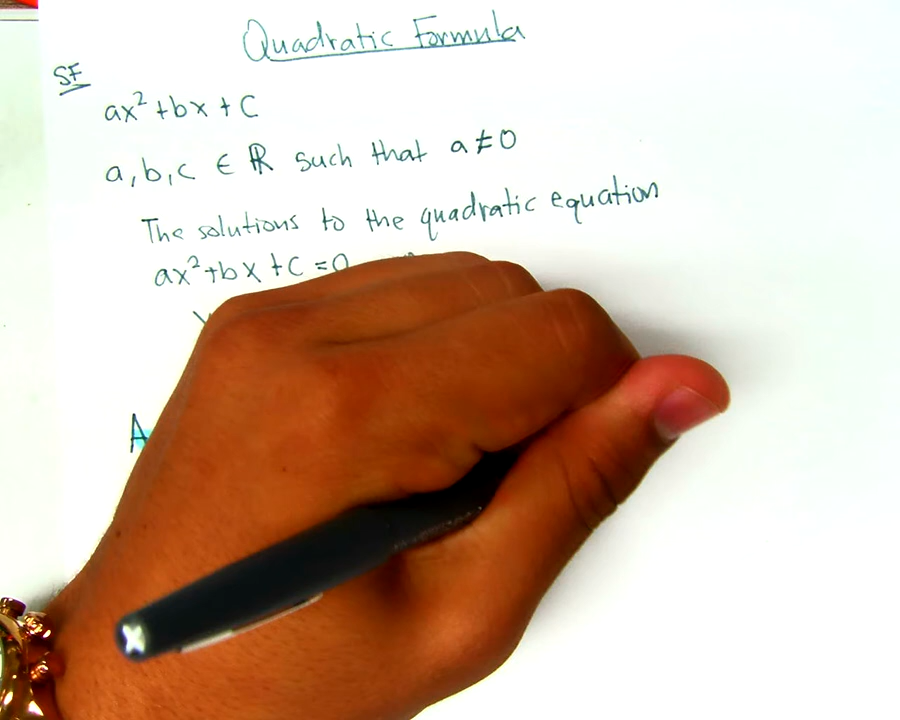 Quadratic Formula
SF
ax² + bx + c
a, b, c ∈ ℝ such that a ≠ 0
The solutions to the quadratic equation
ax² + bx + c = 0
A